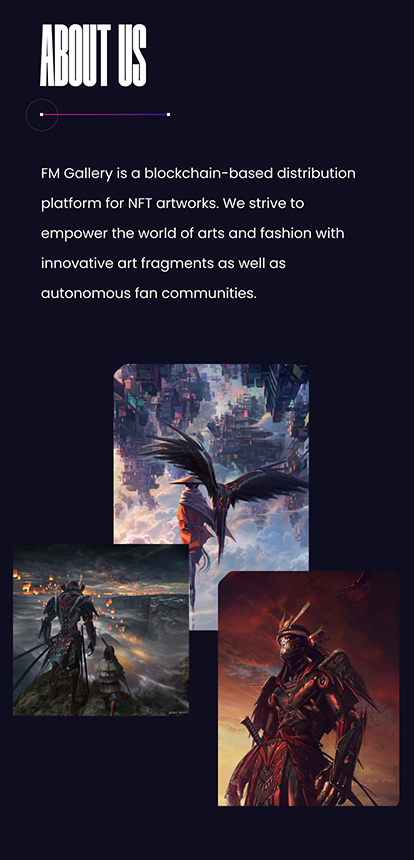 ABOUT US
FM Gallery is a blockchain-based distribution
platform for NFT artworks. We strive to
empower the world of arts and fashion with
innovative art fragments as well as
autonomous fan communities.